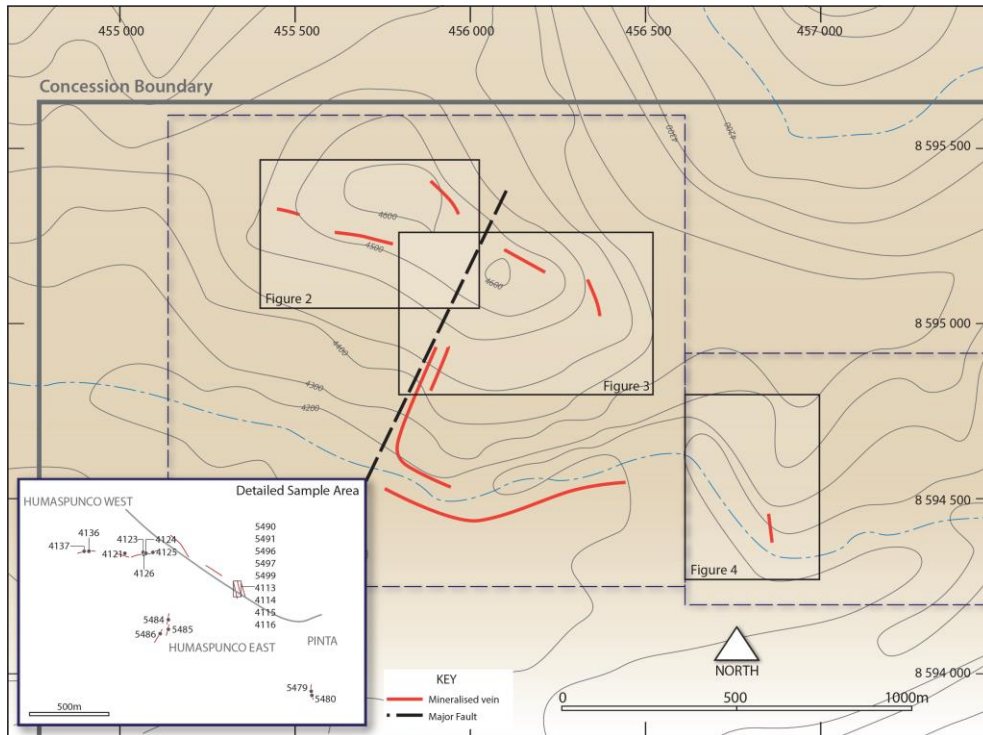 455 000
455 500
456 000
456 500
457 000
Concession Boundary
4300
4200
8 595 500
4600
4500
4600
Figure 2
8 595 000
4400
Figure 3
4300
4200
Detailed Sample Area
HUMASPUNCO WEST
8 594 500
5490
4136
4123
4124
5491
5496
4137
4121
4125
5497
4126
5499
4113
4114
4115
5484
4116
5486
5485
HUMASPUNCO EAST
PINTA
5479
5480
500m
Figure 4
NORTH
8 594 000
KEY
Mineralised vein
Major Fault
0
500
1000m